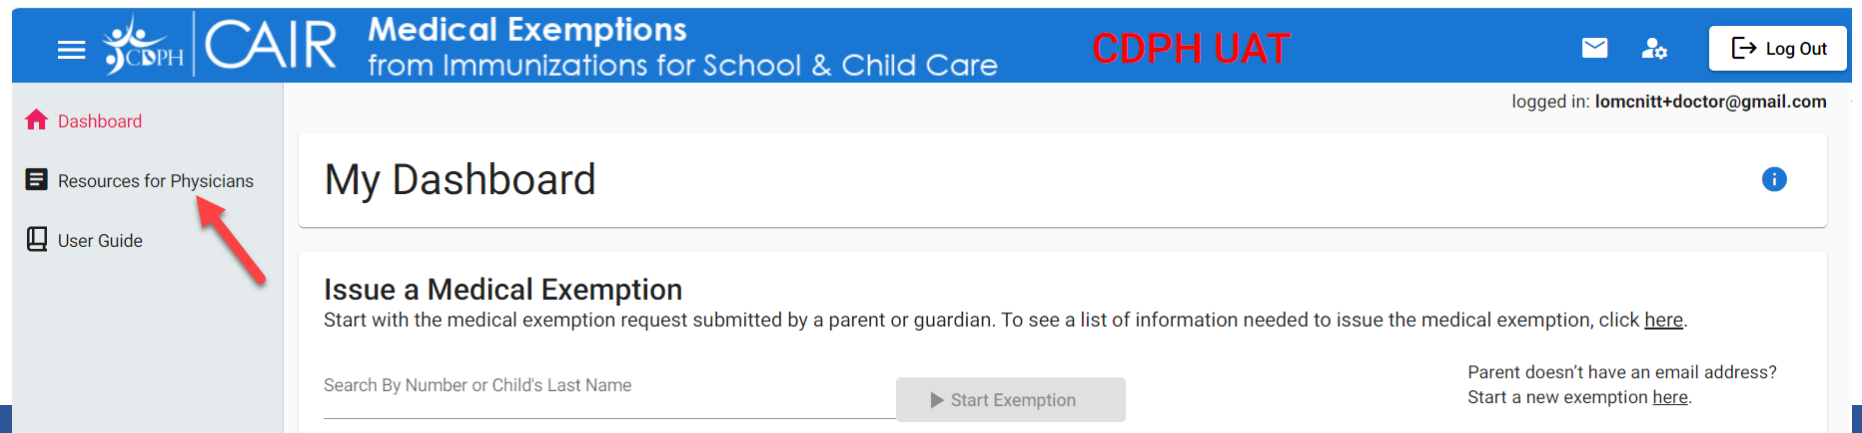 CDPH
CAIR
Medical Exemptions
from Immunizations for School & Child Care
CDPH UAT
Log Out
logged in: lomcnitt+doctor@gmail.com
Dashboard
Resources for Physicians
User Guide
My Dashboard
Issue a Medical Exemption
Start with the medical exemption request submitted by a parent or guardian. To see a list of information needed to issue the medical exemption, click here.
Search By Number or Child's Last Name
Start Exemption
Parent doesn't have an email address?
Start a new exemption here.